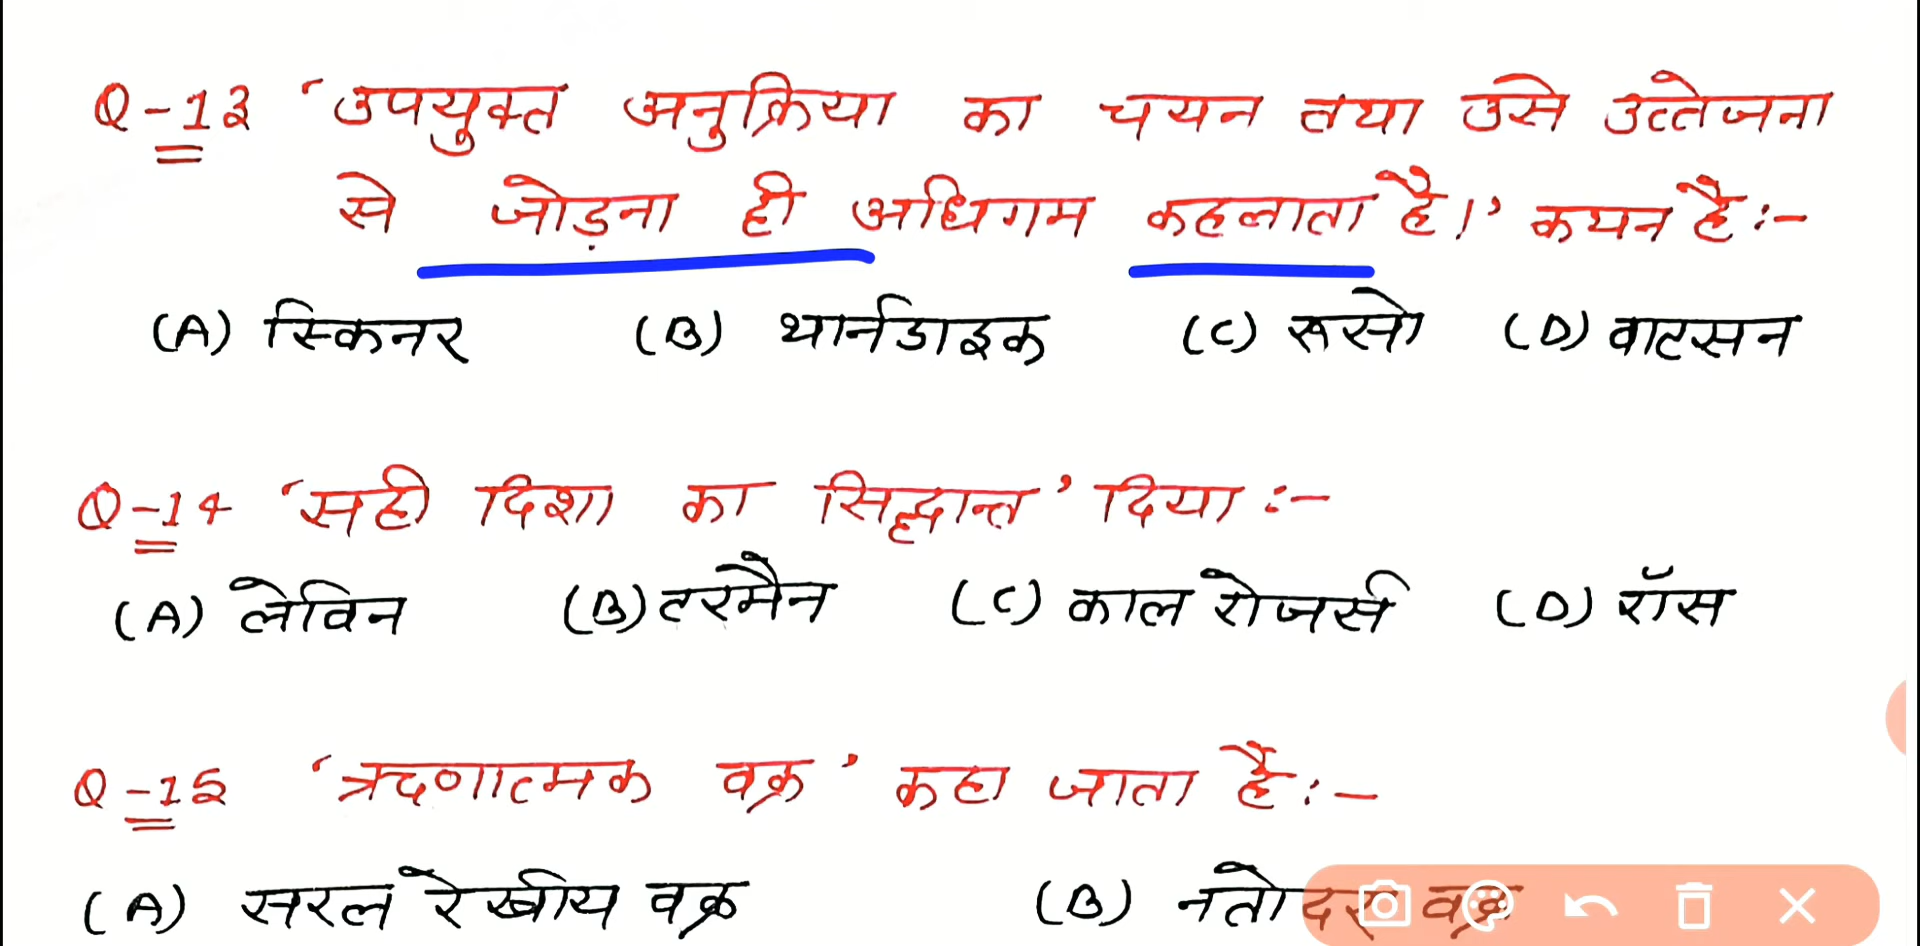 Q-13 'उपयुक्त अनुक्रिया का चयन तथा उसे उत्तेजना
से जोड़ना ही अधिगम कहलाता है।' कथन है:-
(A) स्किनर (B) थार्नडाइक (C) रूसो (D) वाटसन
Q-14 'सही दिशा का सिद्धान्त' दिया :-
(A) लेविन (B) टरमैन (C) काल रोजर्स (D) रॉस
Q-15 'ऋणात्मक वक्र' कहा जाता है:-
(A) सरल रेखीय वक्र (B) नतोदर वक्र